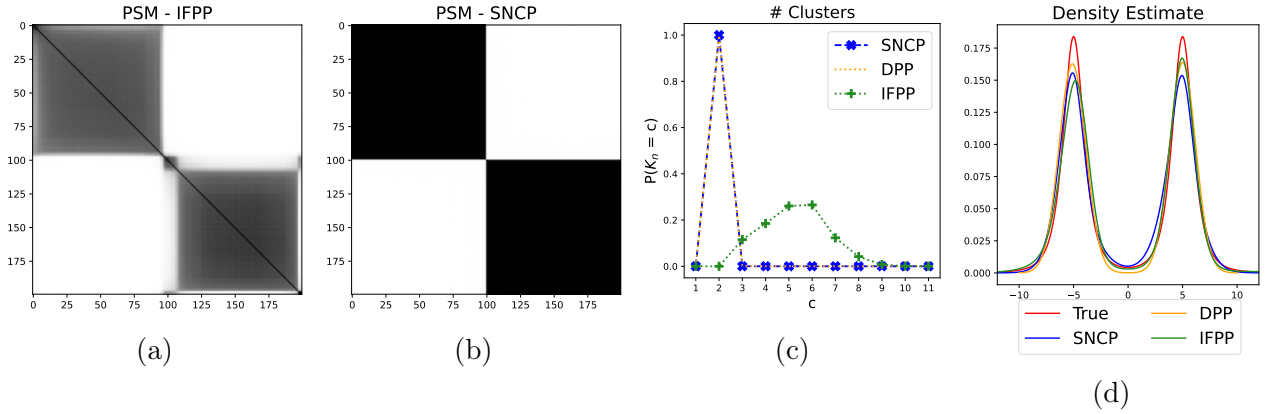 PSM - IFPP
0
25
50
75
100
125
150
175
0 25 50 75 100 125 150 175
(a)
PSM - SNCP
0
25
50
75
100
125
150
175
0 25 50 75 100 125 150 175
(b)
# Clusters
P(Kₙ = c)
1.0
0.8
0.6
0.4
0.2
0.0
SNCP
DPP
IFPP
1 2 3 4 5 6 7 8 9 10 11
c
(c)
Density Estimate
0.175
0.150
0.125
0.100
0.075
0.050
0.025
0.000
−10 −5 0 5 10
True DPP
SNCP IFPP
(d)